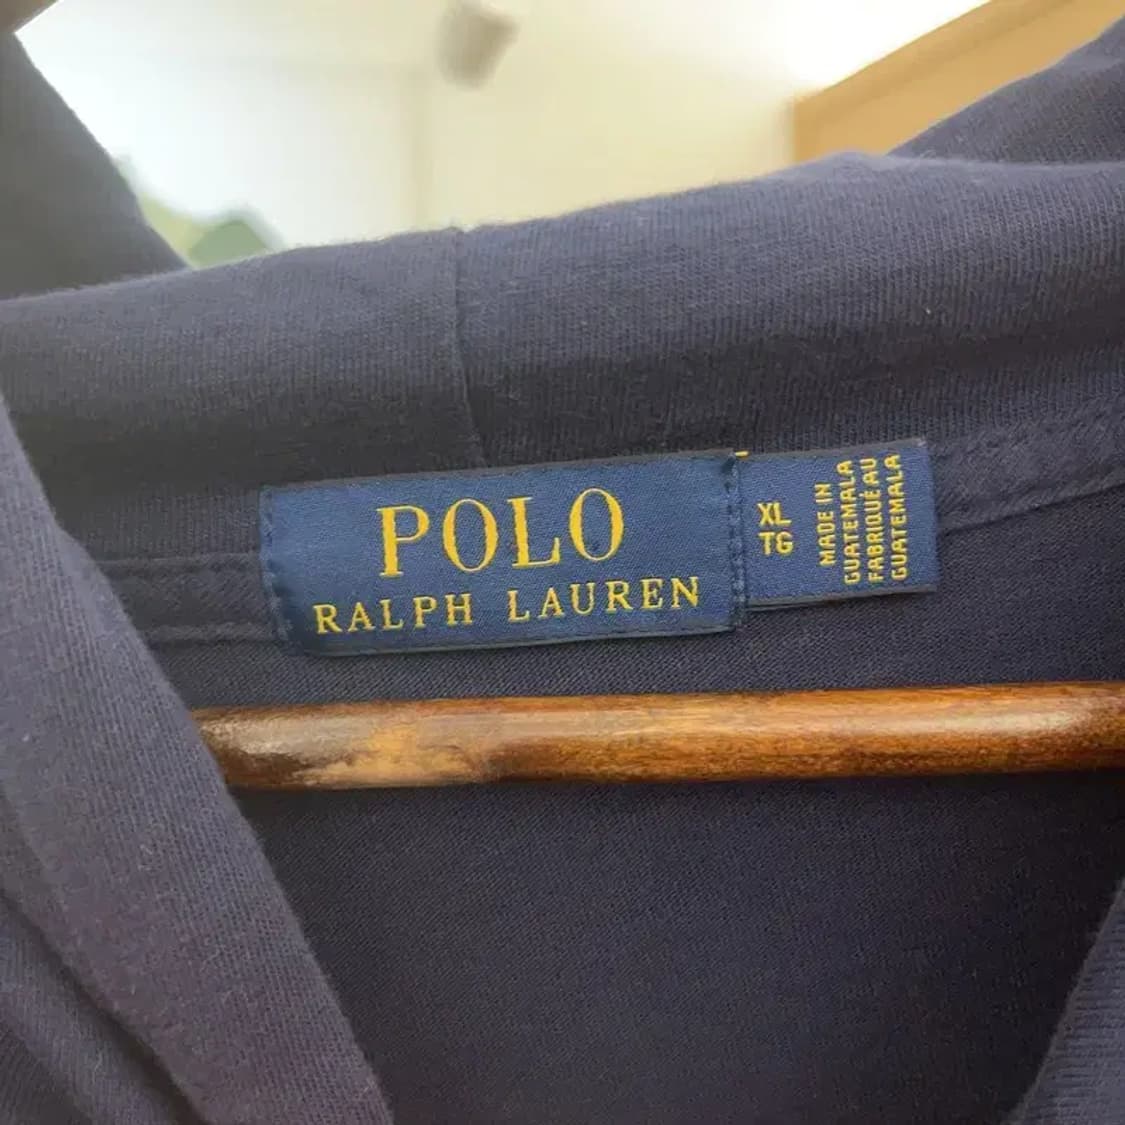 POLO
RALPH LAUREN
XL
TG
MADE IN
GUATEMALA
FABRIQUÉ AU
GUATEMALA